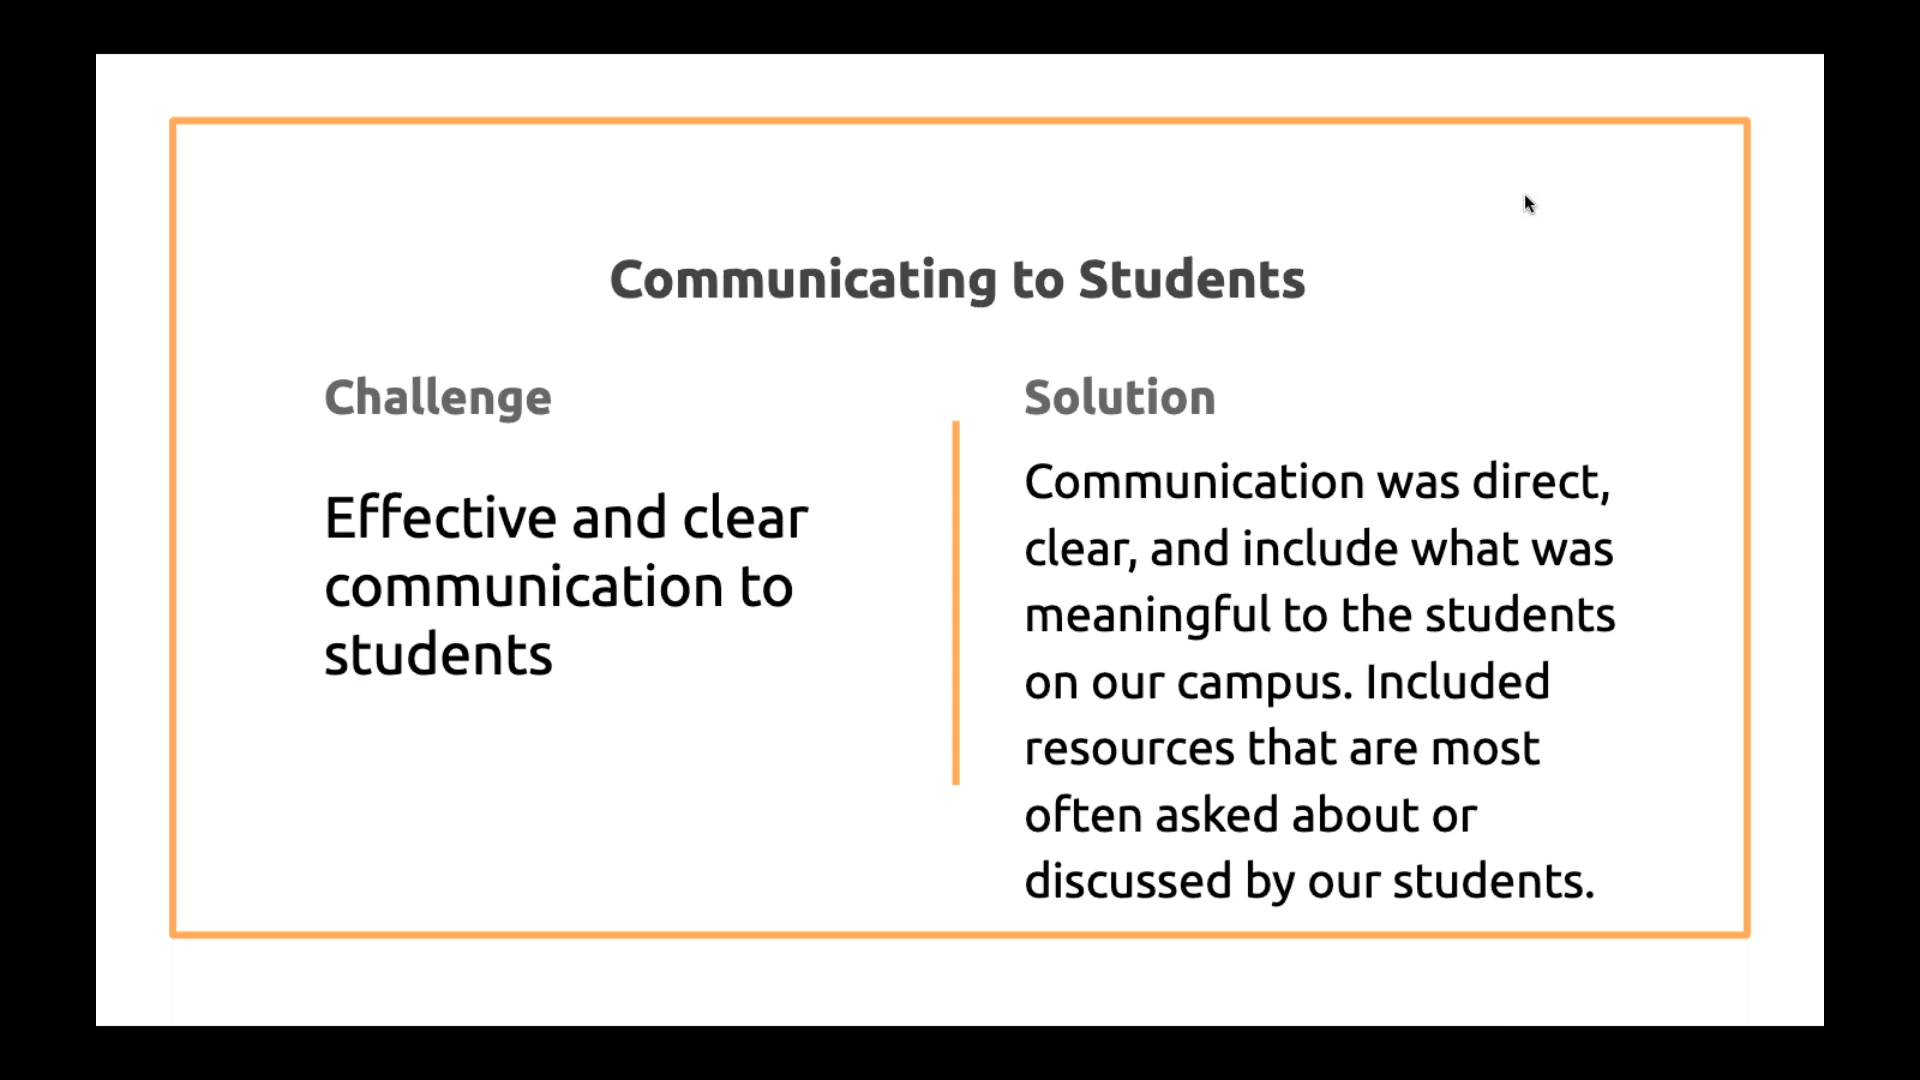 Communicating to Students
Challenge
Effective and clear
communication to
students
Solution
Communication was direct,
clear, and include what was
meaningful to the students
on our campus. Included
resources that are most
often asked about or
discussed by our students.